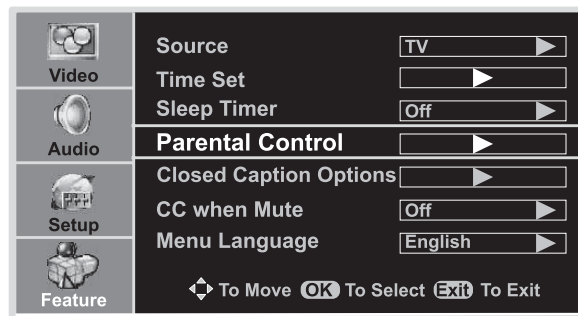 Video
Audio
Setup
Feature
Source TV
Time Set
Sleep Timer Off
Parental Control
Closed Caption Options
CC when Mute Off
Menu Language English
To Move OK To Select Exit To Exit